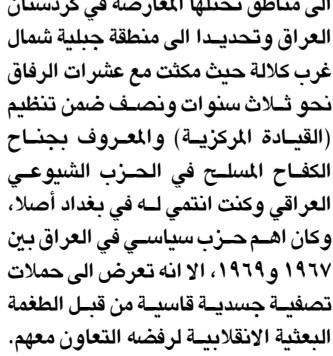 الى مناطق تحتلها المعارضة في كردستان
العراق وتحديدا الى منطقة جبلية شمال
غرب كلالة حيث مكثت مع عشرات الرفاق
نحو ثلاث سنوات ونصف ضمن تنظيم
(القيادة المركزية) والمعروف بجناح
الكفاح المسلح في الحزب الشيوعي
العراقي وكنت انتمي له في بغداد أصلا،
وكان اهم حزب سياسي في العراق بين
١٩٦٧ و١٩٦٩، الا انه تعرض الى حملات
تصفية جسدية قاسية من قبل الطغمة
البعثية الانقلابية لرفضه التعاون معهم.